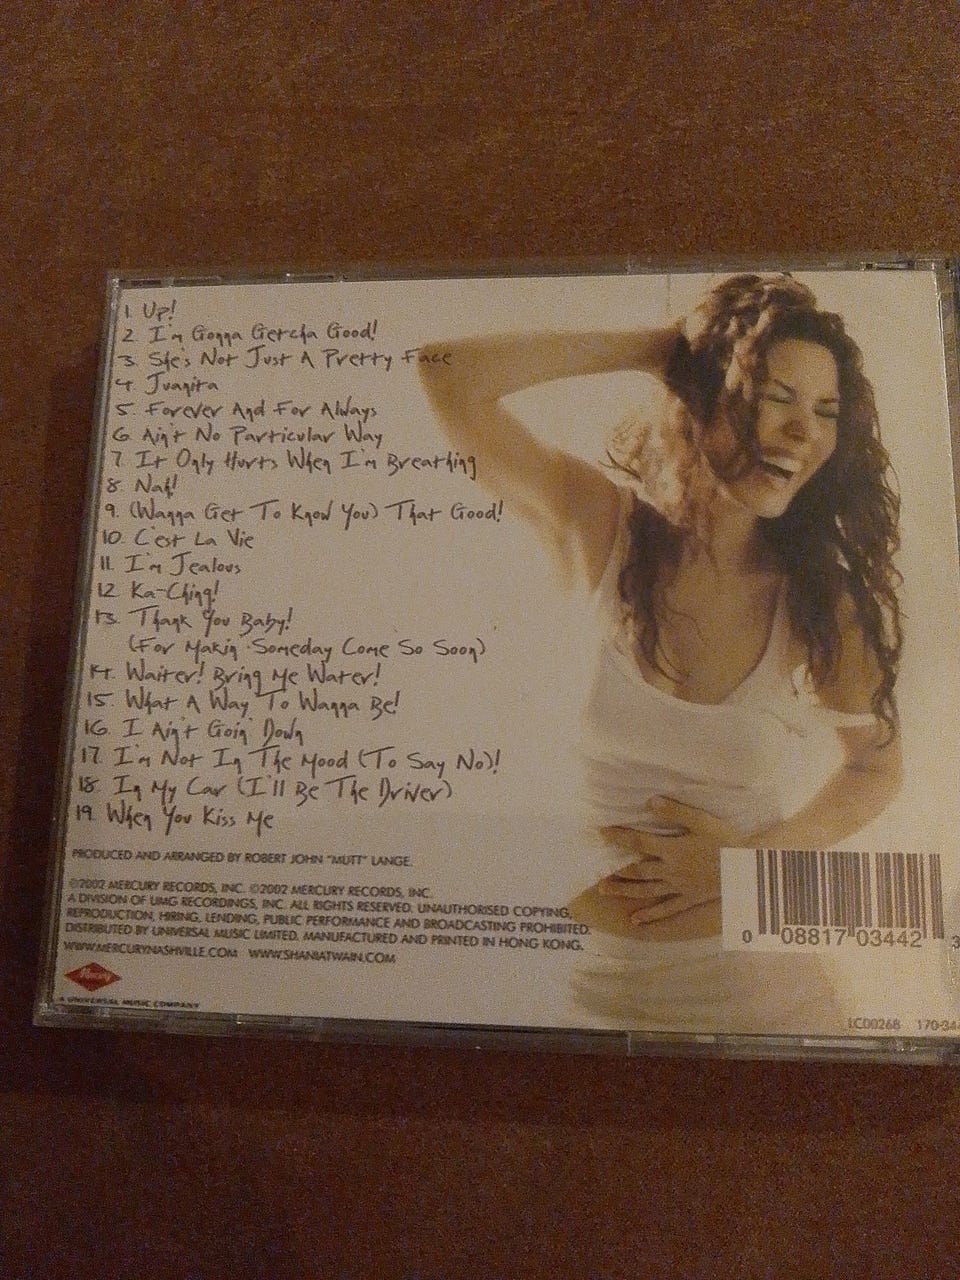 1. Up!
2. I'm Gonna Getcha Good!
3. She's Not Just A Pretty Face
4. Juanita
5. Forever And For Always
6. Ain't No Particular Way
7. It Only Hurts When I'm Breathing
8. Nah!
9. (Wanna Get To Know You) That Good!
10. C'est La Vie
11. I'm Jealous
12. Ka-Ching!
13. Thank You Baby!
(For Makin' Someday Come So Soon)
14. Waiter! Bring Me Water!
15. What A Way To Wanna Be!
16. I Ain't Goin' Down
17. I'm Not In The Mood (To Say No)!
18. In My Car (I'll Be The Driver)
19. When You Kiss Me
PRODUCED AND ARRANGED BY ROBERT JOHN "MUTT" LANGE.
©2002 MERCURY RECORDS, INC. ©2002 MERCURY RECORDS, INC.
A DIVISION OF UMG RECORDINGS, INC. ALL RIGHTS RESERVED. UNAUTHORISED COPYING,
REPRODUCTION, HIRING, LENDING, PUBLIC PERFORMANCE AND BROADCASTING PROHIBITED.
DISTRIBUTED BY UNIVERSAL MUSIC LIMITED. MANUFACTURED AND PRINTED IN HONG KONG.
WWW.MERCURYNASHVILLE.COM WWW.SHANIATWAIN.COM
Mercury
A UNIVERSAL MUSIC COMPANY
0 08817 03442 3
LC00268 170-344